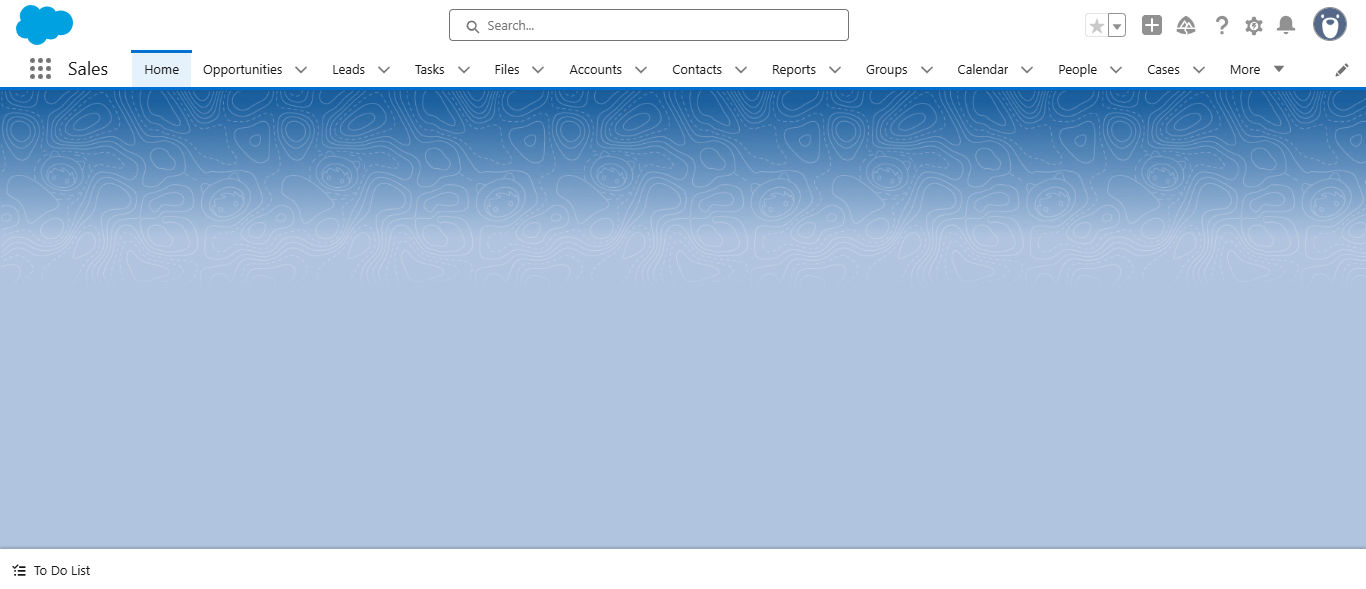 Search...
Sales Home Opportunities Leads Tasks Files Accounts Contacts Reports Groups Calendar People Cases More
To Do List